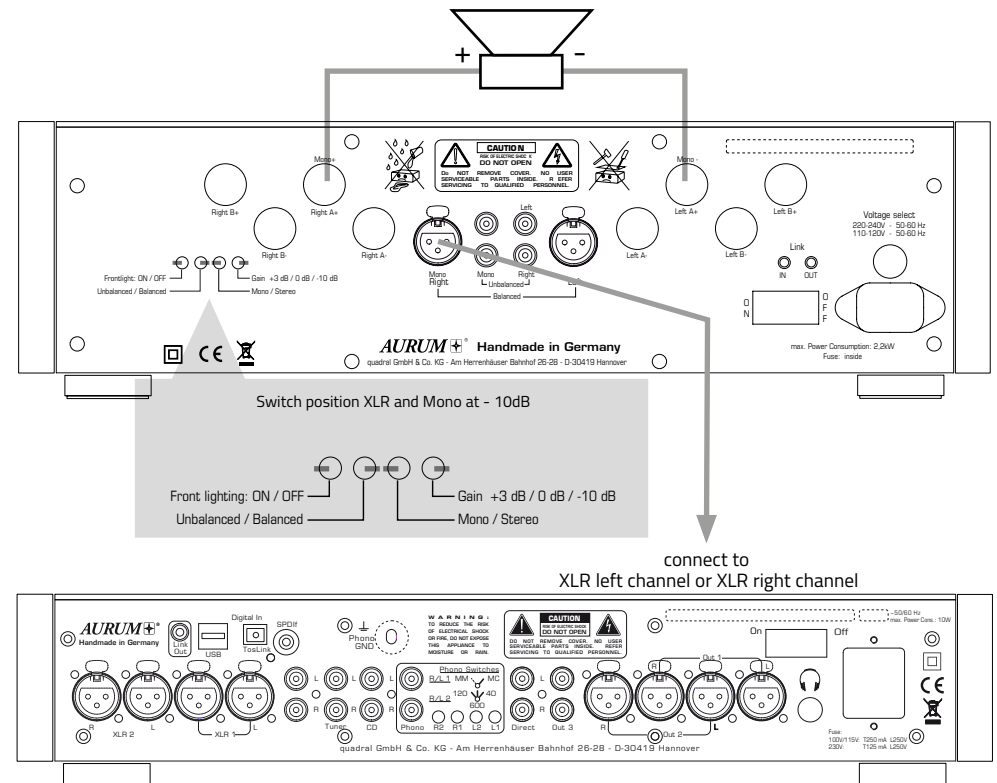 + -
Mono+
Mono -
CAUTION
RISK OF ELECTRIC SHOC K
DO NOT OPEN
Do NOT REMOVE COVER. NO USER
SERVICEABLE PARTS INSIDE. R EFER
SERVICING TO QUALIFIED PERSONNEL.
Right B+
Right A+
Left
Left A+
Left B+
Right B-
Right A-
Left A-
Left B-
Voltage select
220-240V - 50-60 Hz
110-120V - 50-60 Hz
Link
IN OUT
Frontlight: ON / OFF
Gain +3 dB / 0 dB / -10 dB
Unbalanced / Balanced
Mono / Stereo
Mono
Right
Mono
Right
Unbalanced
Balanced
O
N
O
F
F
max. Power Consumption: 2,2kW
Fuse: inside
CE
AURUM Handmade in Germany
quadral GmbH & Co. KG - Am Herrenhäuser Bahnhof 26-28 - D-30419 Hannover
Switch position XLR and Mono at - 10dB
Front lighting: ON / OFF
Gain +3 dB / 0 dB / -10 dB
Unbalanced / Balanced
Mono / Stereo
connect to
XLR left channel or XLR right channel
AURUM
Handmade in Germany
Link
Out
USB
Digital In
TosLink
SPDIf
Phono
GND
WARNING:
TO REDUCE THE RISK
OF ELECTRICAL SHOCK
OR FIRE, DO NOT EXPOSE
THIS APPLIANCE TO
MOISTURE OR RAIN.
CAUTION
RISK OF ELECTRIC SHOCK
DO NOT OPEN
DO NOT REMOVE COVER. NO USER
SERVICEABLE PARTS INSIDE. REFER
SERVICING TO QUALIFIED PERSONNEL.
~50/60 Hz
max. Power Cons.: 10W
On Off
Out 1
R L
Phono Switches
R/L 1 MM MC
R/L 2 120 40
600
L L L
R R R
L
R
R XLR 2 L
XLR 1 L
Tuner CD Phono R2 R1 L2 L1 Direct Out 3
R Out 2 L
CE
Fuse:
100V/115V: T250 mA L250V
230V: T125 mA L250V
quadral GmbH & Co. KG - Am Herrenhäuser Bahnhof 26-28 - D-30419 Hannover